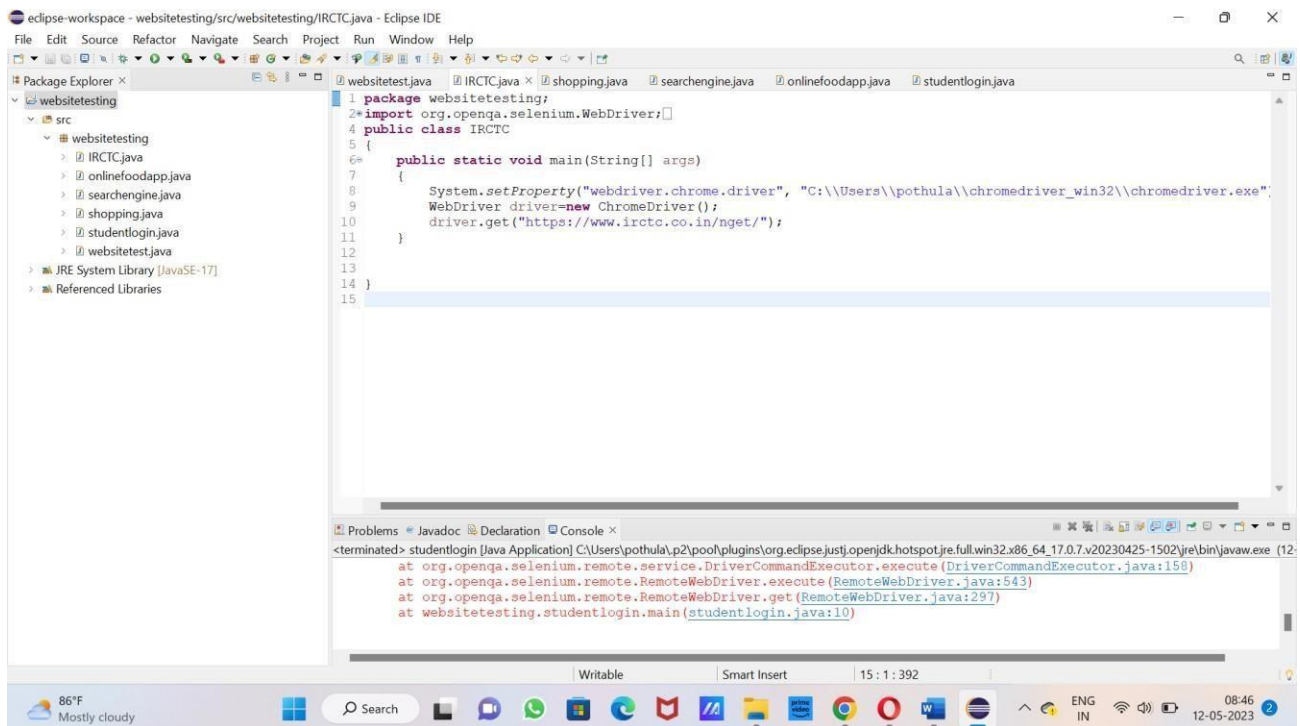 eclipse-workspace - websitetesting/src/websitetesting/IRCTC.java - Eclipse IDE
File Edit Source Refactor Navigate Search Project Run Window Help
Package Explorer ×
websitetesting
src
websitetesting
IRCTC.java
onlinefoodapp.java
searchengine.java
shopping.java
studentlogin.java
websitetest.java
JRE System Library [JavaSE-17]
Referenced Libraries
websitetest.java IRCTC.java × shopping.java searchengine.java onlinefoodapp.java studentlogin.java
1 package websitetesting;
2 import org.openqa.selenium.WebDriver;
4 public class IRCTC
5 {
6 public static void main(String[] args)
7 {
8 System.setProperty("webdriver.chrome.driver", "C:\\Users\\pothula\\chromedriver_win32\\chromedriver.exe")
9 WebDriver driver=new ChromeDriver();
10 driver.get("https://www.irctc.co.in/nget/");
11 }
12
13
14 }
15
Problems Javadoc Declaration Console ×
<terminated> studentlogin [Java Application] C:\Users\pothula\.p2\pool\plugins\org.eclipse.justj.openjdk.hotspot.jre.full.win32.x86_64_17.0.7.v20230425-1502\jre\bin\javaw.exe (12-
at org.openqa.selenium.remote.service.DriverCommandExecutor.execute(DriverCommandExecutor.java:158)
at org.openqa.selenium.remote.RemoteWebDriver.execute(RemoteWebDriver.java:543)
at org.openqa.selenium.remote.RemoteWebDriver.get(RemoteWebDriver.java:297)
at websitetesting.studentlogin.main(studentlogin.java:10)
Writable Smart Insert 15 : 1 : 392
86°F
Mostly cloudy
Search
prime video
ENG
IN
08:46
12-05-2023
2